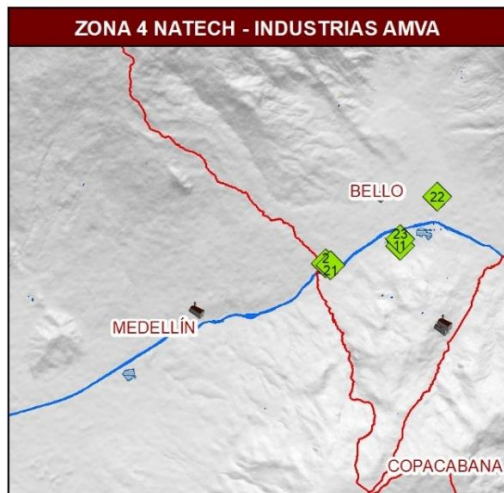 ZONA 4 NATECH - INDUSTRIAS AMVA
BELLO
22
23
11
2
21
MEDELLÍN
COPACABANA